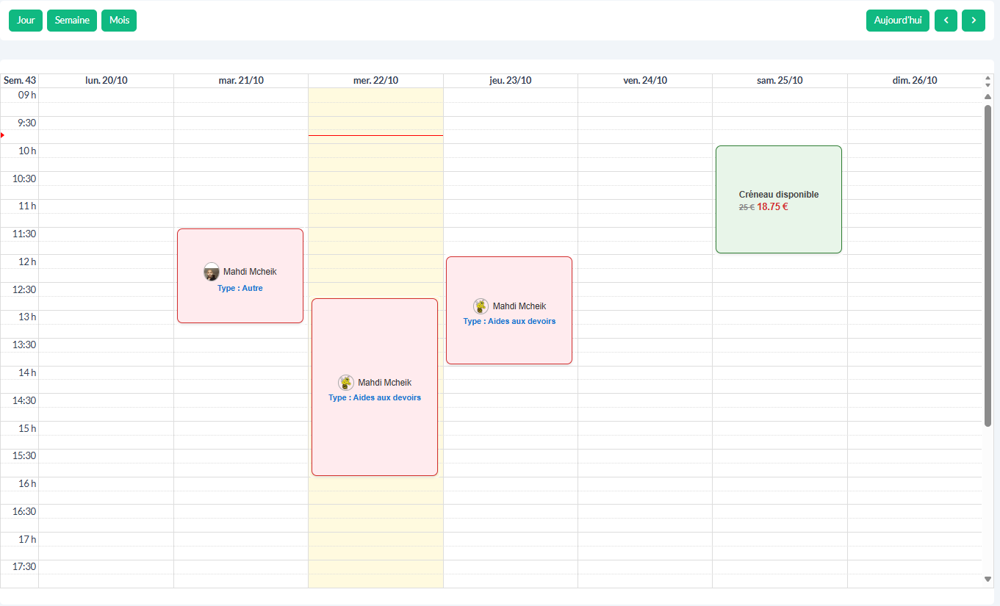 Jour Semaine Mois Aujourd'hui
Sem. 43 lun. 20/10 mar. 21/10 mer. 22/10 jeu. 23/10 ven. 24/10 sam. 25/10 dim. 26/10
09 h
9:30
10 h
10:30
Créneau disponible
11 h
25 € 18.75 €
11:30
12 h
Mahdi Mcheik
Type : Autre
12:30
Mahdi Mcheik
13 h
Type : Aides aux devoirs
13:30
14 h
Mahdi Mcheik
14:30
Type : Aides aux devoirs
15 h
15:30
16 h
16:30
17 h
17:30